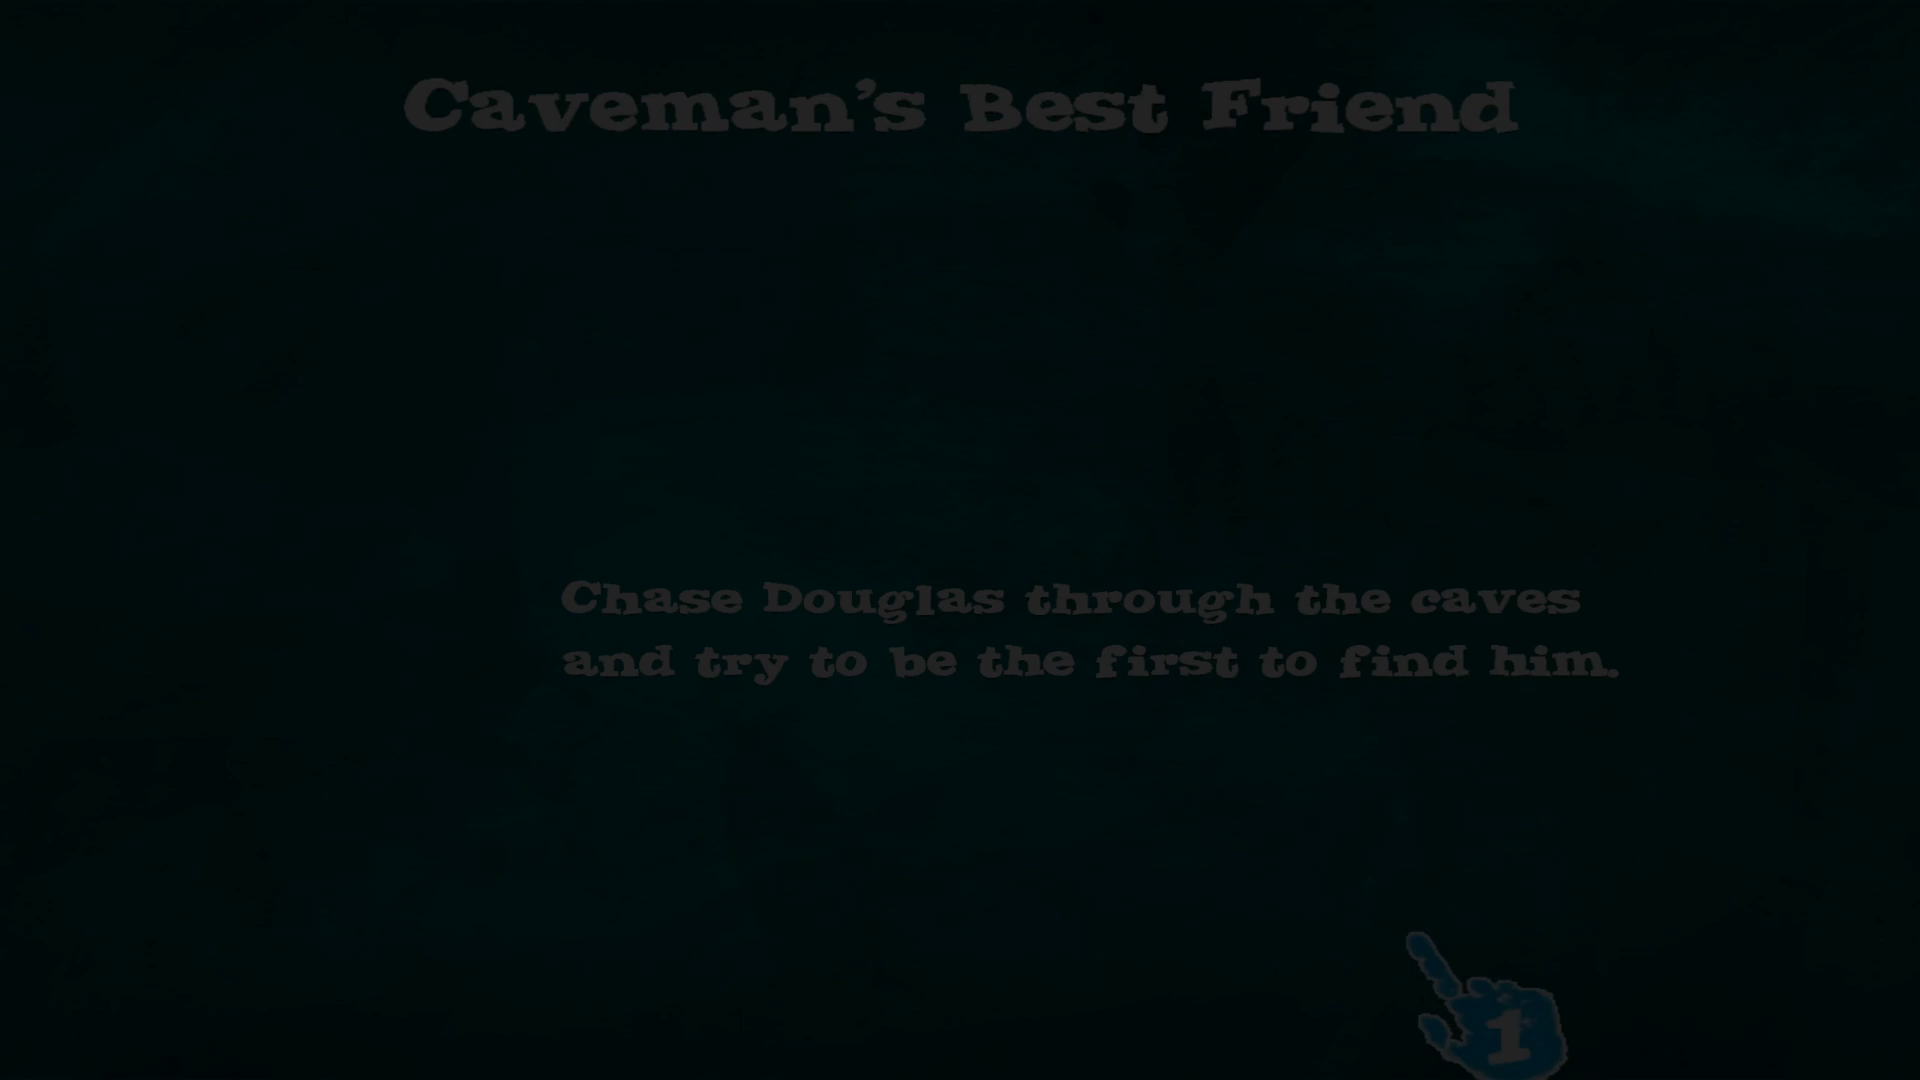 Caveman's Best Friend
Chase Douglas through the caves
and try to be the first to find him.
1